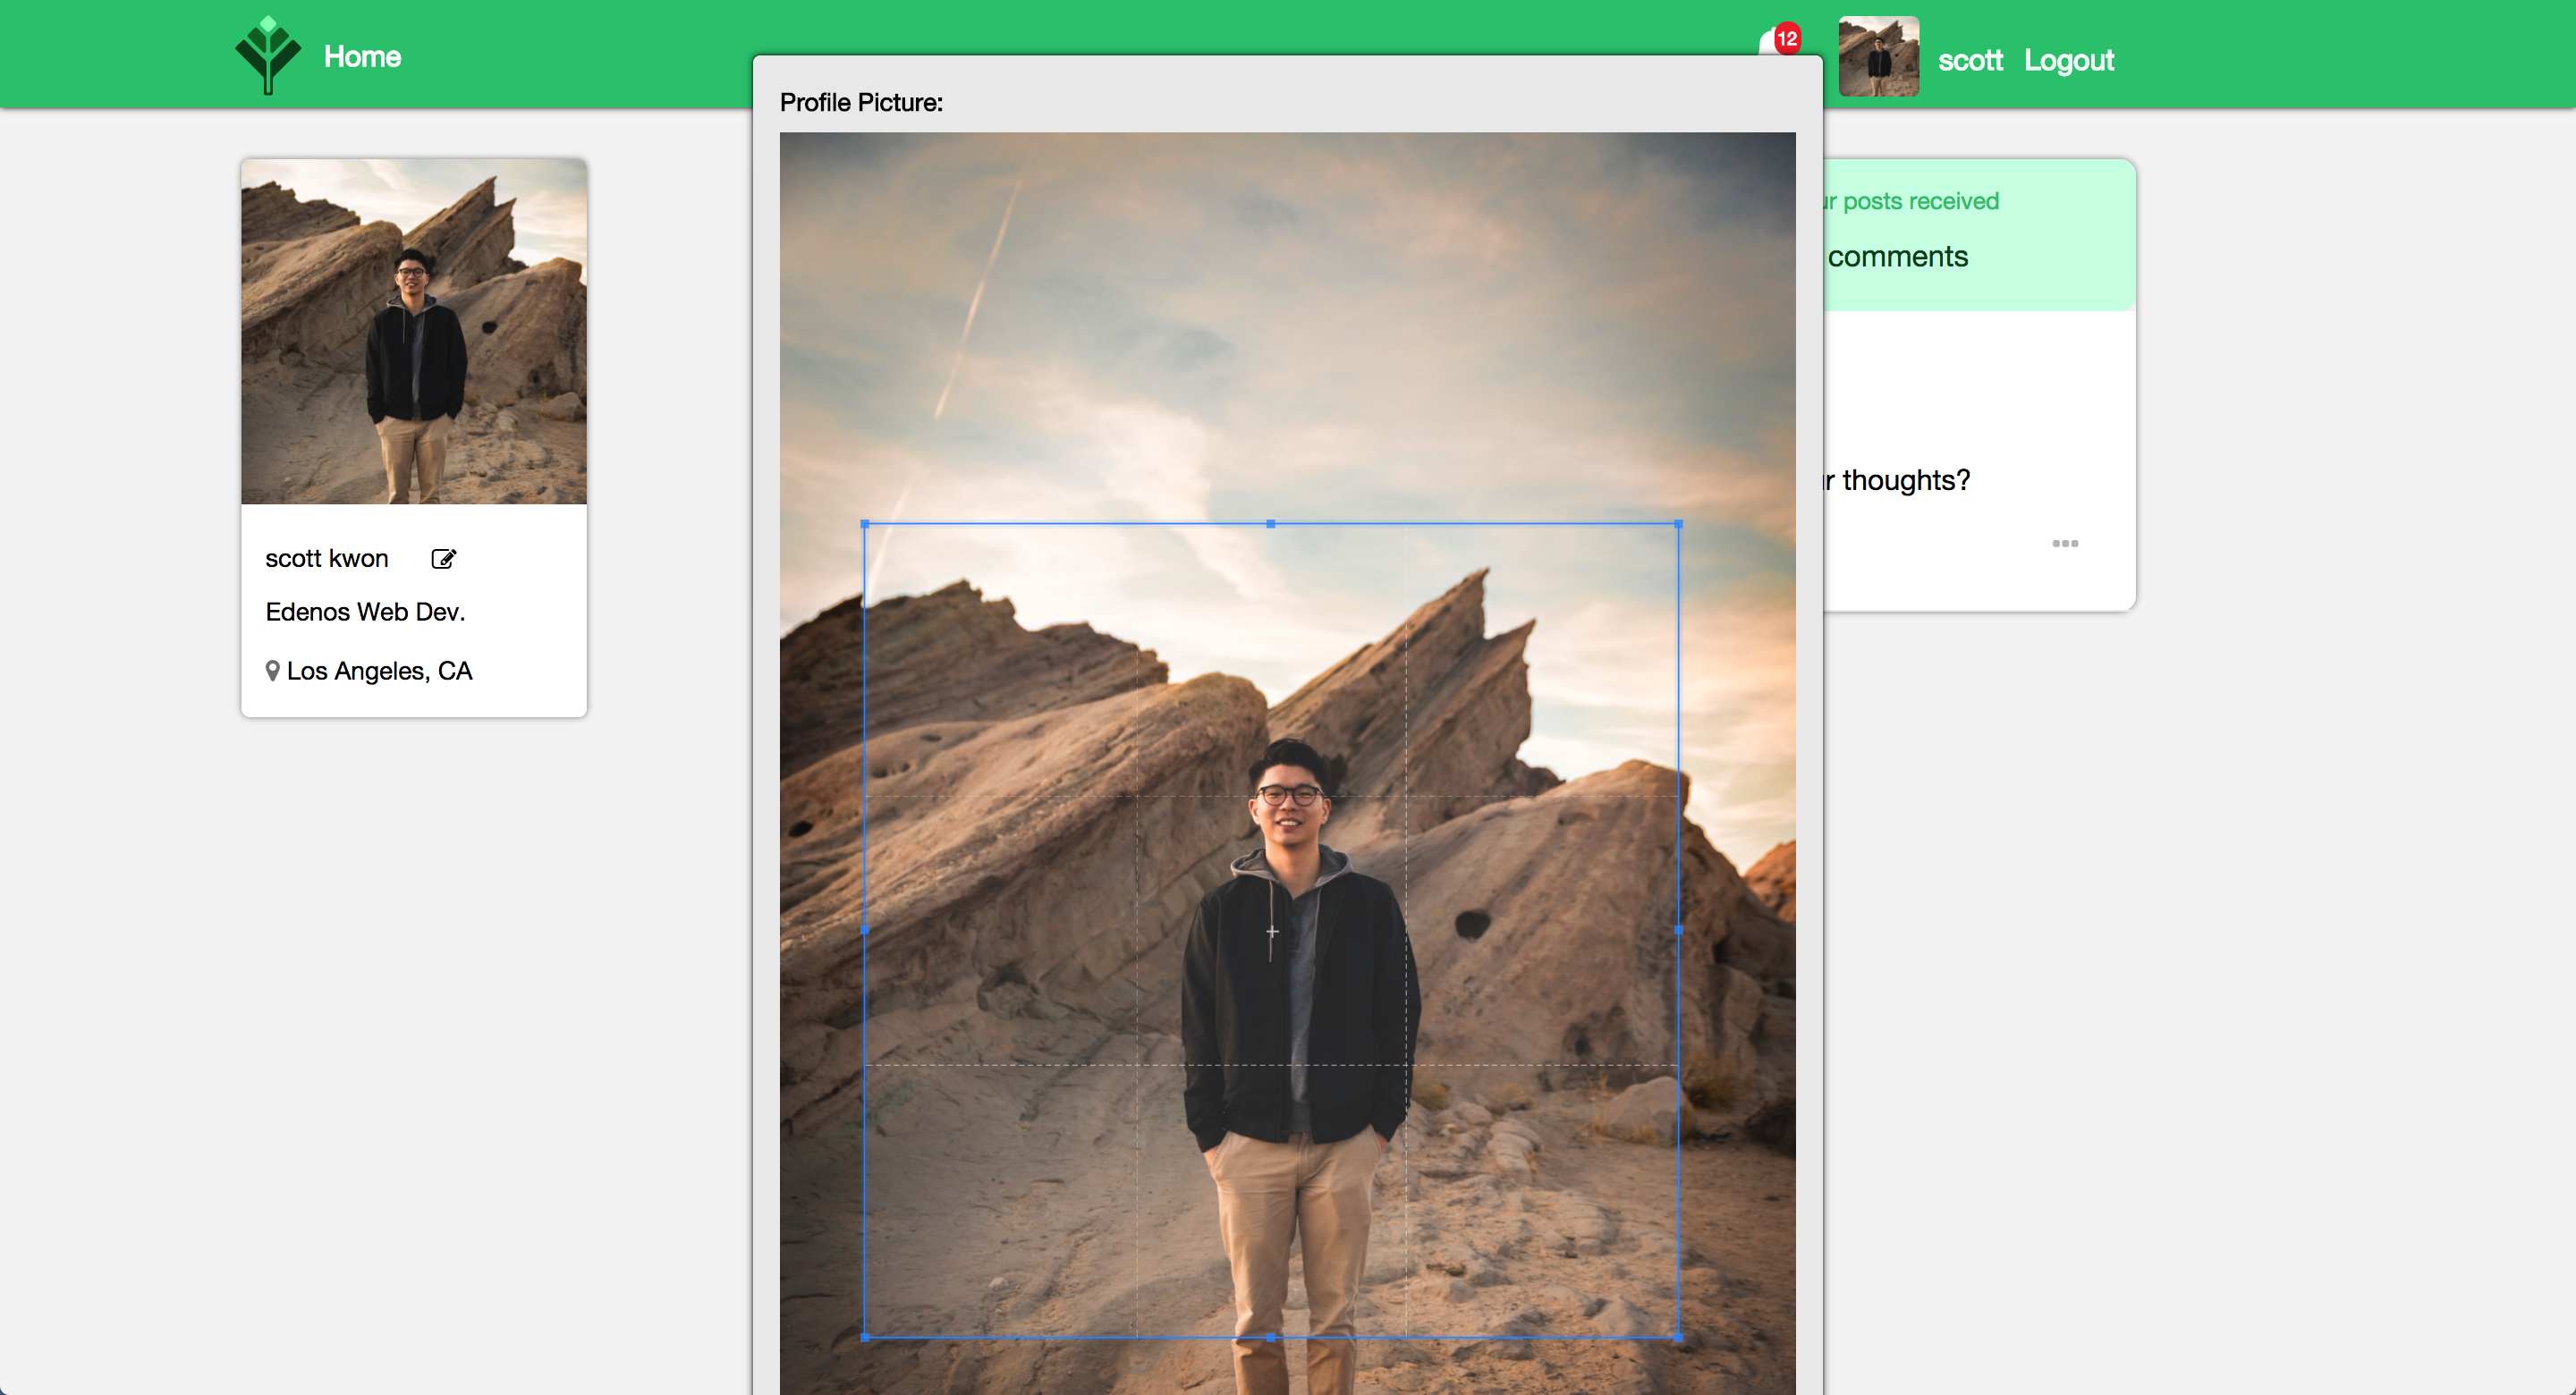 Home
12
scott Logout
Profile Picture:
posts received
comments
thoughts?
scott kwon
Edenos Web Dev.
Los Angeles, CA